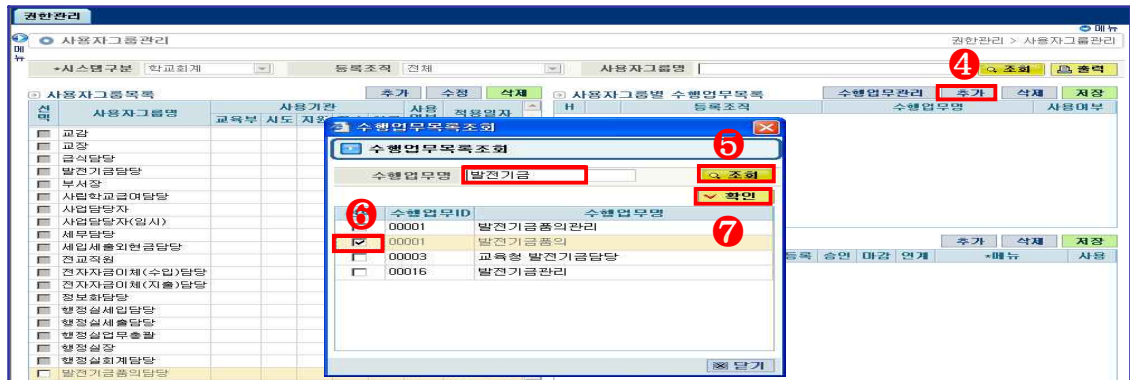 권한관리
메뉴
메뉴
사용자그룹관리
권한관리 > 사용자그룹관리
*시스템구분 학교회계 등록조직 전체 사용자그룹명 조회 출력
④
사용자그룹목록 추가 수정 삭제
사용자그룹별 수행업무목록 수행업무관리 추가 삭제 저장
선택 사용자그룹명 사용기관 적용일자
교육부 시도
H 등록조직 수행업무명 사용여부
교감
교장
급식담당
발전기금담당
부서장
사립학교급여담당
사업담당자
사업담당자(임시)
세무담당
세입세출외현금담당
전교직원
전자자금이체(수입)담당
전자자금이체(지출)담당
정보화담당
행정실세입담당
행정실세출담당
행정실업무총괄
행정실장
행정실회계담당
발전기금품의담당
수행업무목록조회
수행업무목록조회
⑤
수행업무명 발전기금 조회
확인
⑥
⑦
수행업무ID 수행업무명
00001 발전기금품의관리
00001 발전기금품의
00003 교육청 발전기금담당
00016 발전기금관리
닫기
추가 삭제 저장
등록 승인 마감 연계 *메뉴 사용